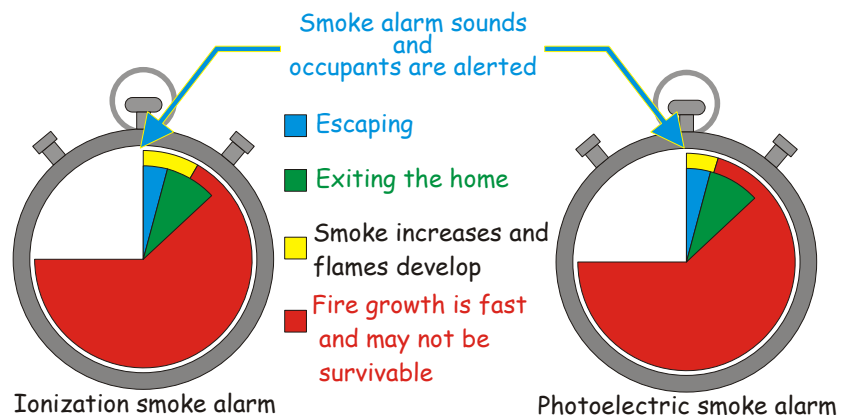 Smoke alarm sounds
and
occupants are alerted
Escaping
Exiting the home
Smoke increases and
flames develop
Fire growth is fast
and may not be
survivable
Ionization smoke alarm
Photoelectric smoke alarm